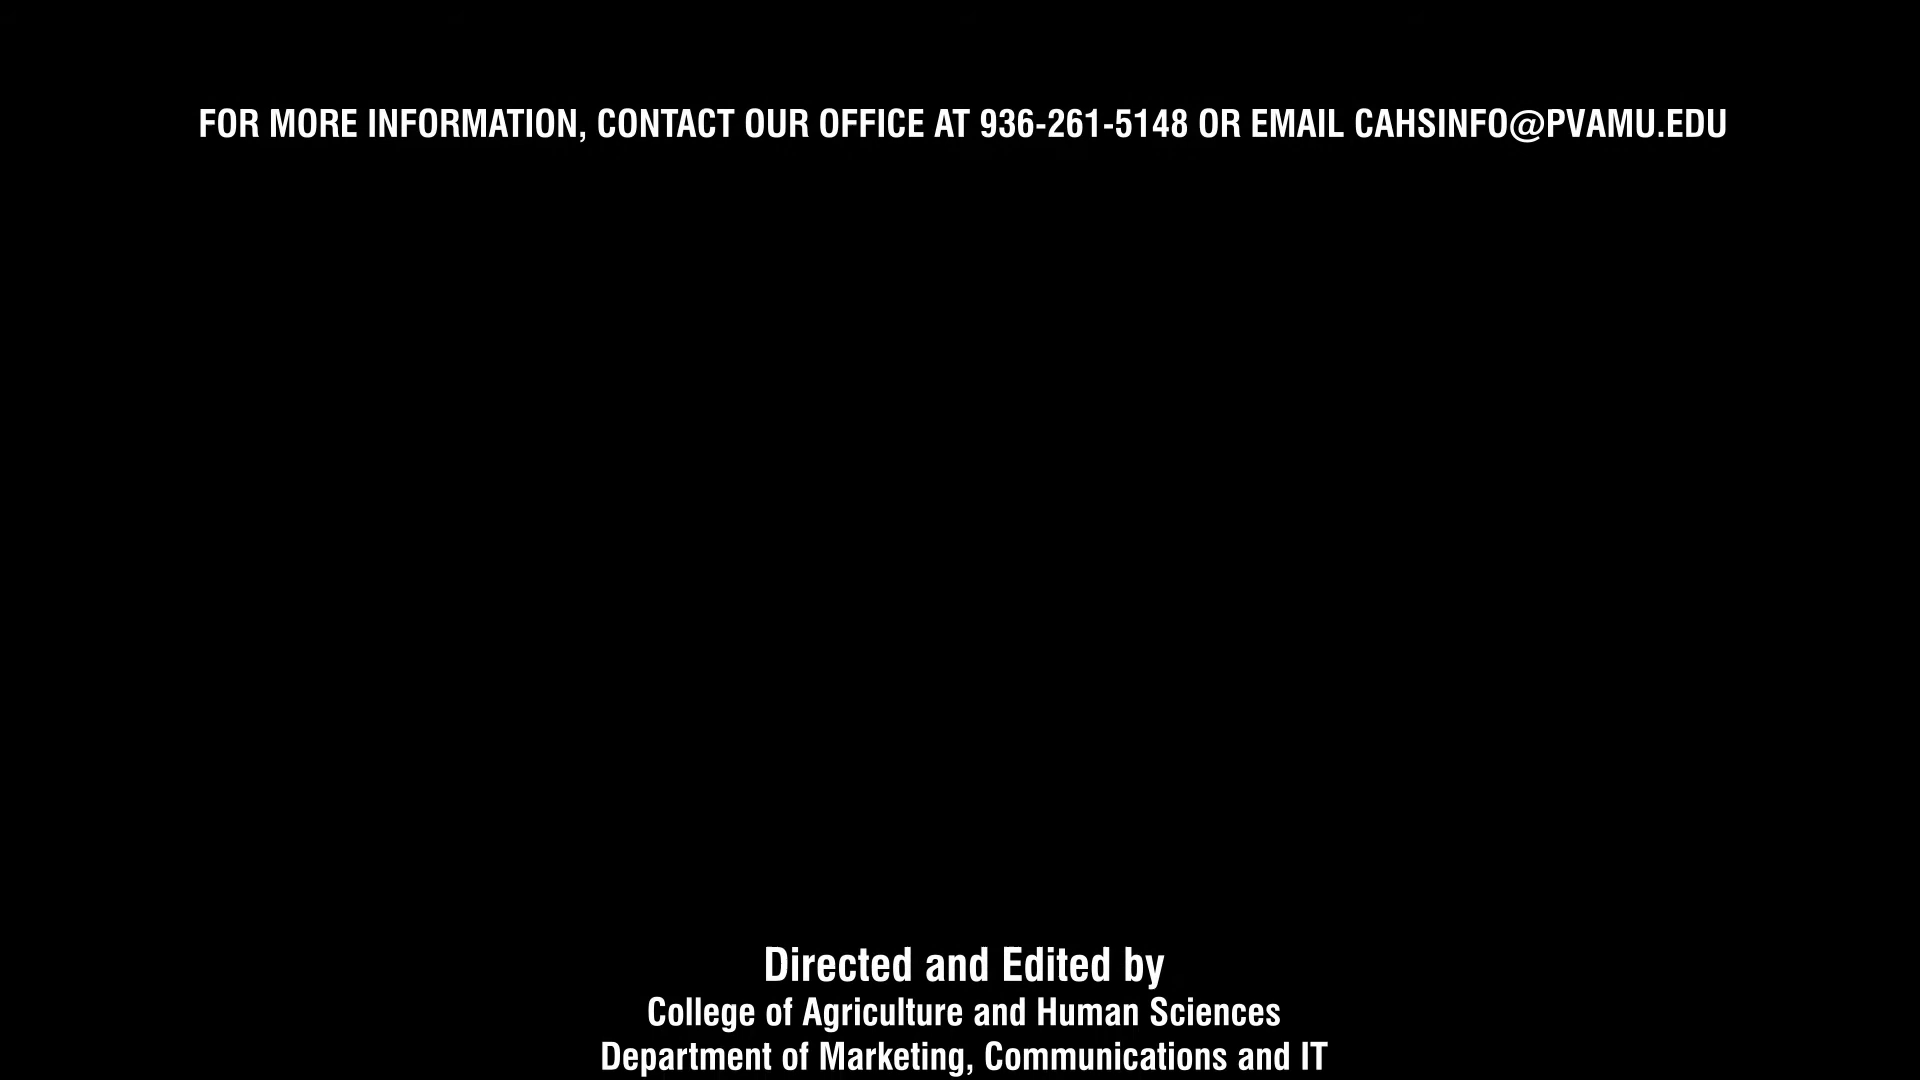 FOR MORE INFORMATION, CONTACT OUR OFFICE AT 936-261-5148 OR EMAIL CAHSINFO@PVAMU.EDU
Directed and Edited by
College of Agriculture and Human Sciences
Department of Marketing, Communications and IT